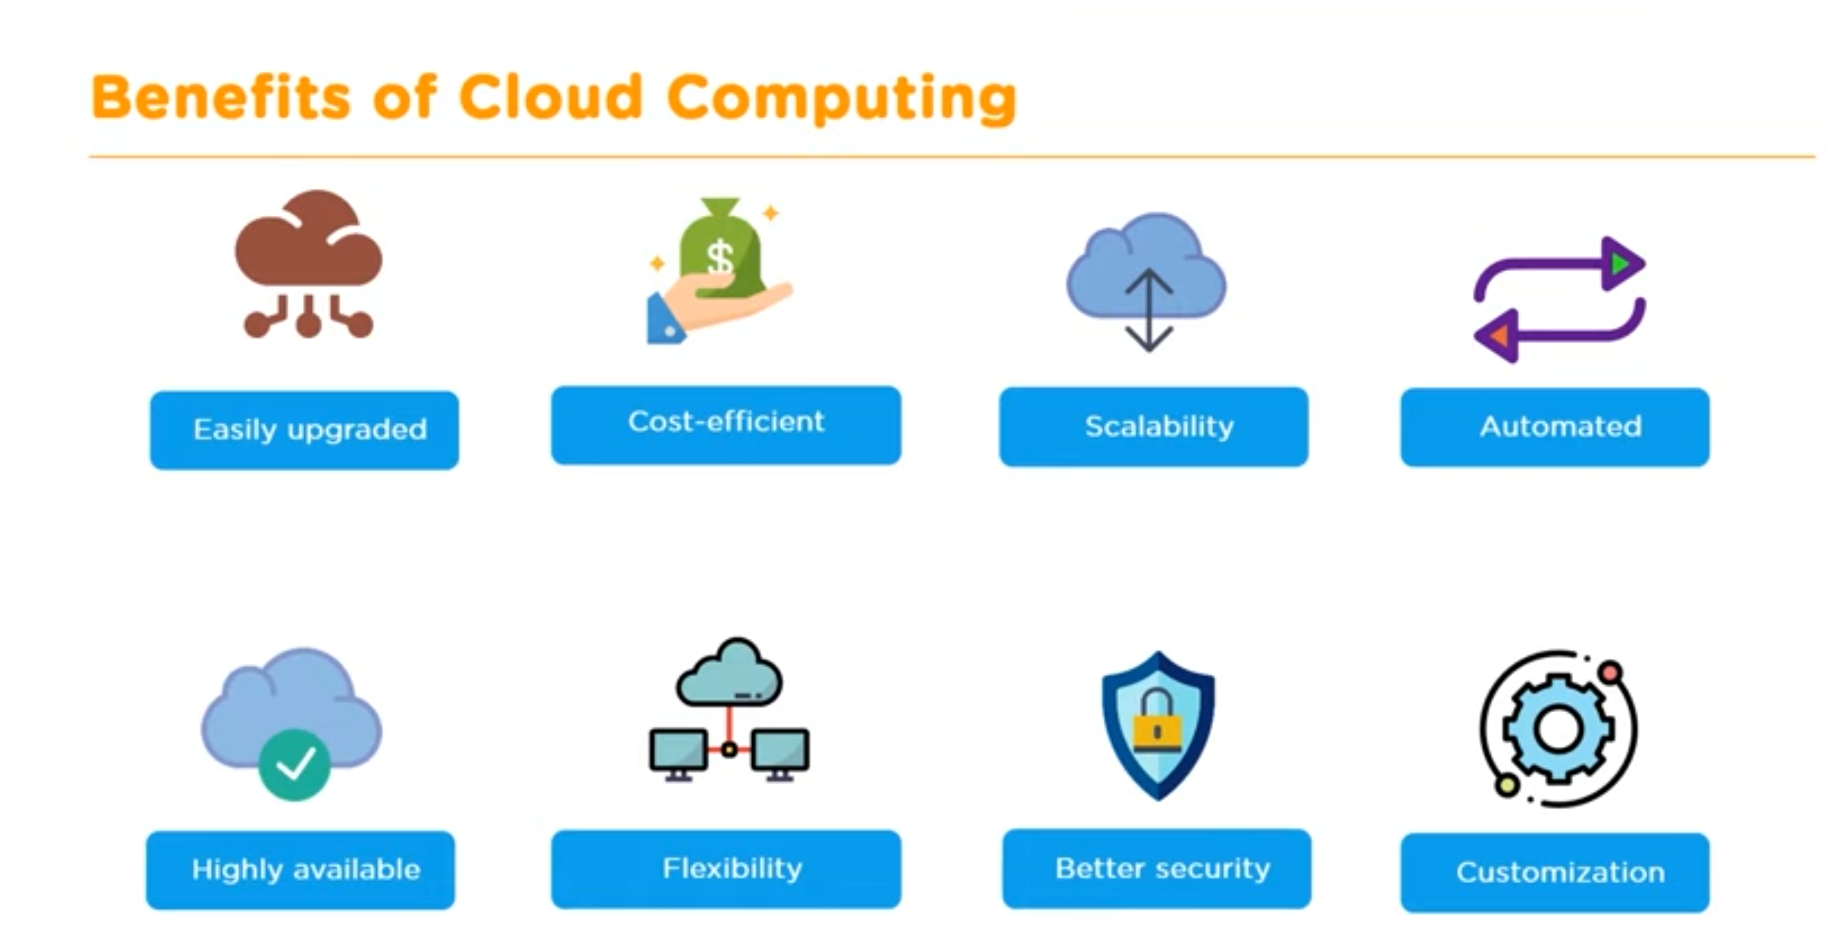 Benefits of Cloud Computing
$
Easily upgraded
Cost-efficient
Scalability
Automated
Highly available
Flexibility
Better security
Customization